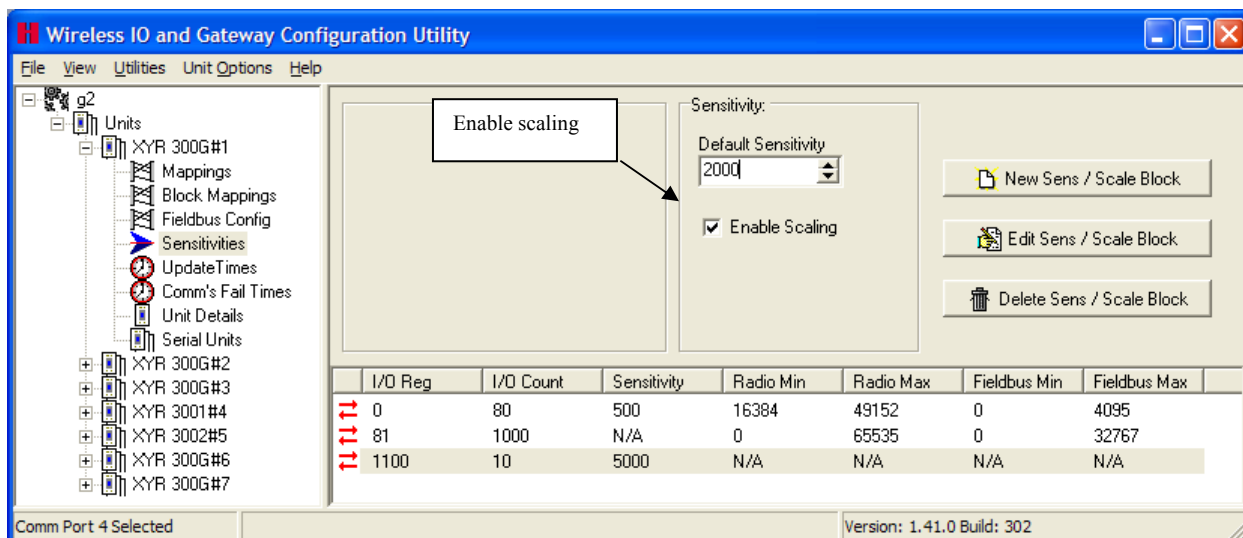 Wireless IO and Gateway Configuration Utility
File View Utilities Unit Options Help
g2
Units
XYR 300G#1
Mappings
Block Mappings
Fieldbus Config
Sensitivities
UpdateTimes
Comm's Fail Times
Unit Details
Serial Units
XYR 300G#2
XYR 300G#3
XYR 3001#4
XYR 3002#5
XYR 300G#6
XYR 300G#7
Enable scaling
Sensitivity:
Default Sensitivity
2000
Enable Scaling
New Sens / Scale Block
Edit Sens / Scale Block
Delete Sens / Scale Block
I/O Reg I/O Count Sensitivity Radio Min Radio Max Fieldbus Min Fieldbus Max
0 80 500 16384 49152 0 4095
81 1000 N/A 0 65535 0 32767
1100 10 5000 N/A N/A N/A N/A
Comm Port 4 Selected
Version: 1.41.0 Build: 302